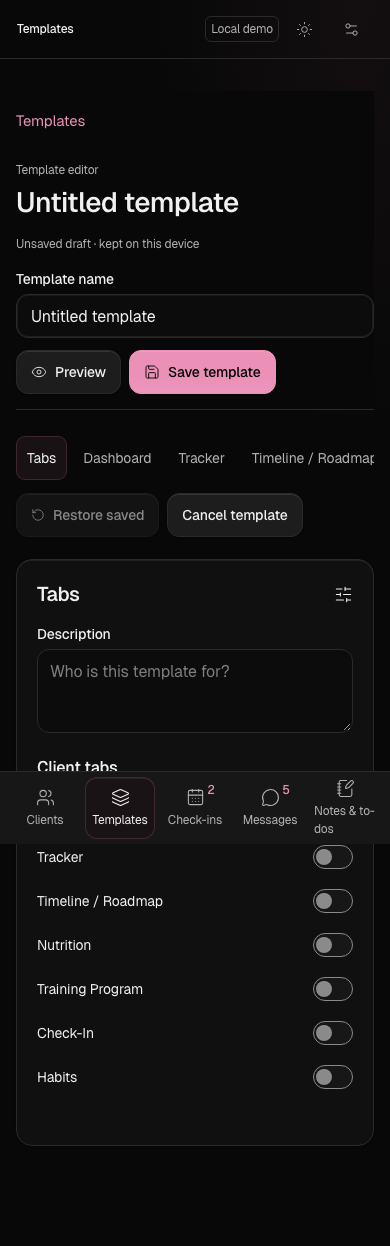 Templates
Local demo
Templates
Template editor
Untitled template
Unsaved draft · kept on this device
Template name
Untitled template
Preview
Save template
Tabs
Dashboard
Tracker
Timeline / Roadmap
Restore saved
Cancel template
Tabs
Description
Who is this template for?
Client tabs
Clients
Templates
2
Check-ins
5
Messages
Notes & to-
dos
Tracker
Timeline / Roadmap
Nutrition
Training Program
Check-In
Habits